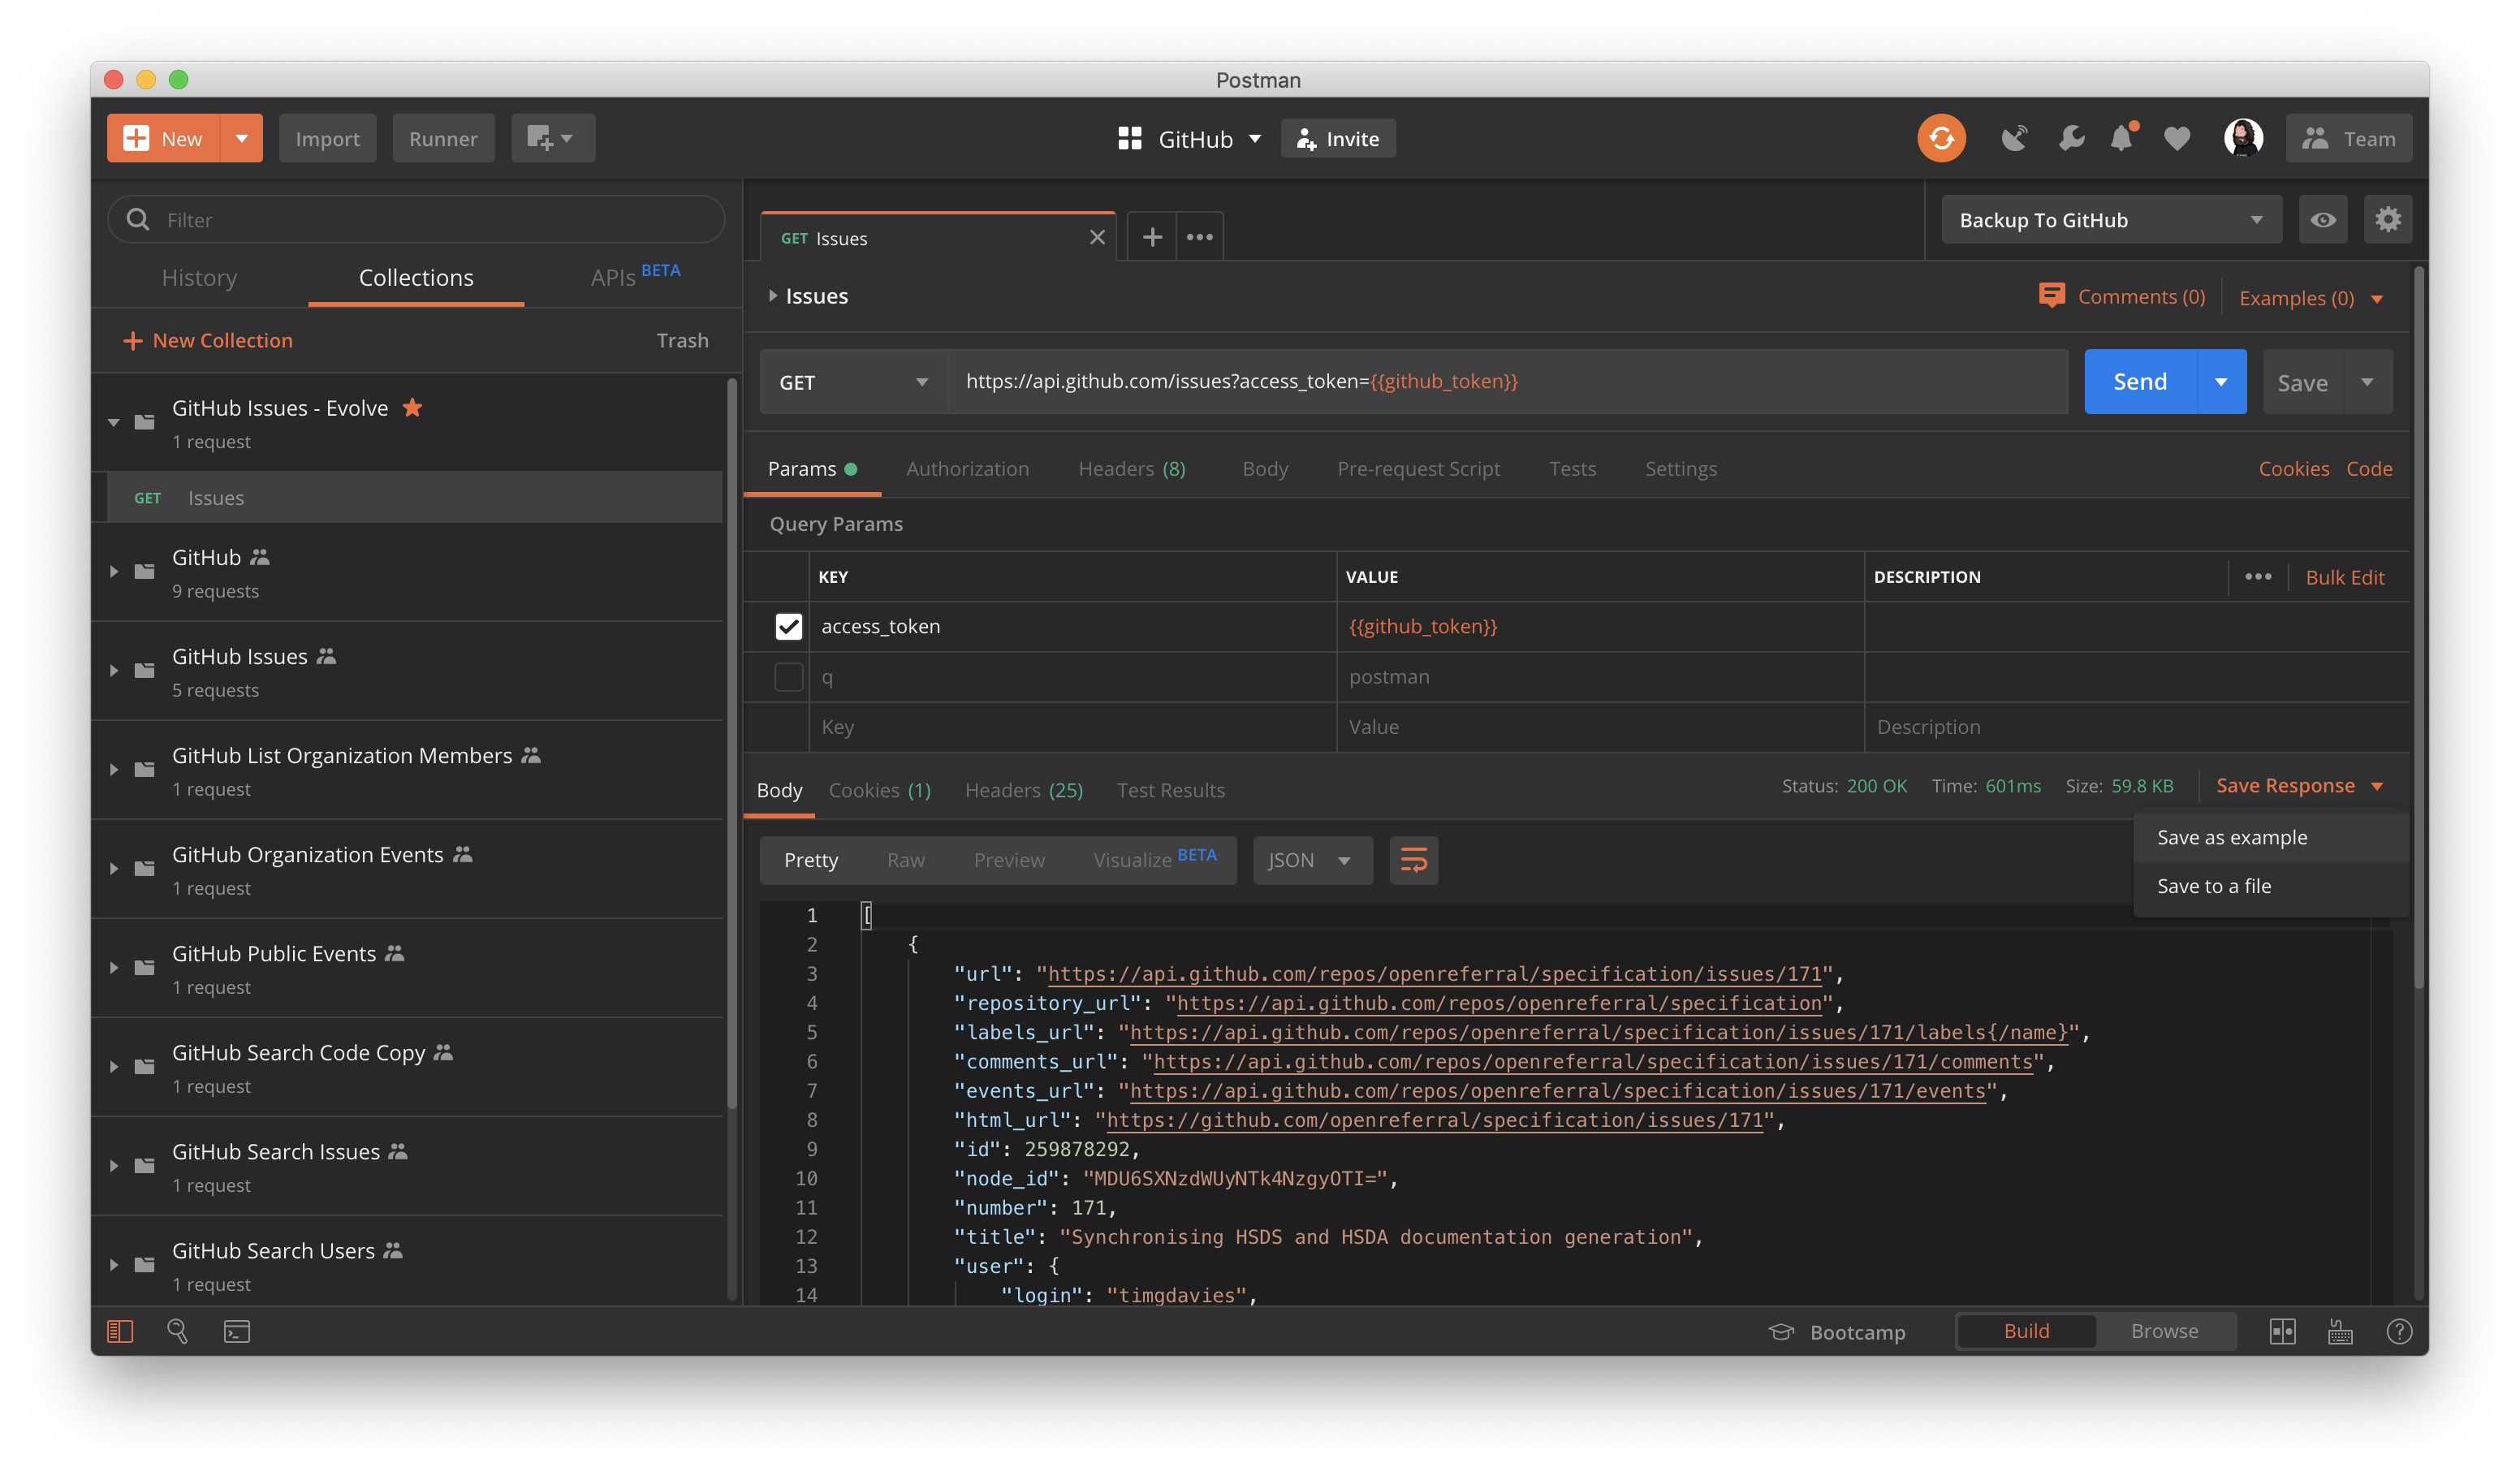 Postman
New
Import
Runner
GitHub
Invite
Team
Filter
History
Collections
APIs BETA
New Collection
Trash
GitHub Issues - Evolve
1 request
GET Issues
GitHub
9 requests
GitHub Issues
5 requests
GitHub List Organization Members
1 request
GitHub Organization Events
1 request
GitHub Public Events
1 request
GitHub Search Code Copy
1 request
GitHub Search Issues
1 request
GitHub Search Users
1 request
GET Issues
Backup To GitHub
Issues
Comments (0)
Examples (0)
GET
https://api.github.com/issues?access_token={{github_token}}
Send
Save
Params
Authorization
Headers (8)
Body
Pre-request Script
Tests
Settings
Cookies
Code
Query Params
KEY
VALUE
DESCRIPTION
Bulk Edit
access_token
{{github_token}}
q
postman
Key
Value
Description
Body
Cookies (1)
Headers (25)
Test Results
Status: 200 OK
Time: 601ms
Size: 59.8 KB
Save Response
Save as example
Save to a file
Pretty
Raw
Preview
Visualize BETA
JSON
1 [
2 {
3 "url": "https://api.github.com/repos/openreferral/specification/issues/171",
4 "repository_url": "https://api.github.com/repos/openreferral/specification",
5 "labels_url": "https://api.github.com/repos/openreferral/specification/issues/171/labels{/name}",
6 "comments_url": "https://api.github.com/repos/openreferral/specification/issues/171/comments",
7 "events_url": "https://api.github.com/repos/openreferral/specification/issues/171/events",
8 "html_url": "https://github.com/openreferral/specification/issues/171",
9 "id": 259878292,
10 "node_id": "MDU6SXNzdWUyNTk4NzgyOTI=",
11 "number": 171,
12 "title": "Synchronising HSDS and HSDA documentation generation",
13 "user": {
14 "login": "timgdavies",
Bootcamp
Build
Browse